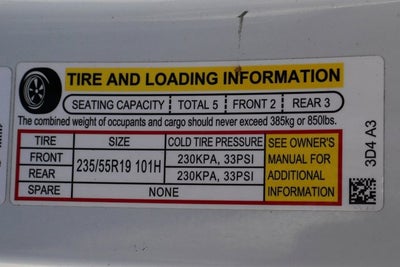 TIRE AND LOADING INFORMATION
SEATING CAPACITY TOTAL 5 FRONT 2 REAR 3
The combined weight of occupants and cargo should never exceed 385kg or 850lbs.
TIRE SIZE COLD TIRE PRESSURE
FRONT 235/55R19 101H 230KPA, 33PSI
REAR 230KPA, 33PSI
SPARE NONE
SEE OWNER'S
MANUAL FOR
ADDITIONAL
INFORMATION
3D4 A3